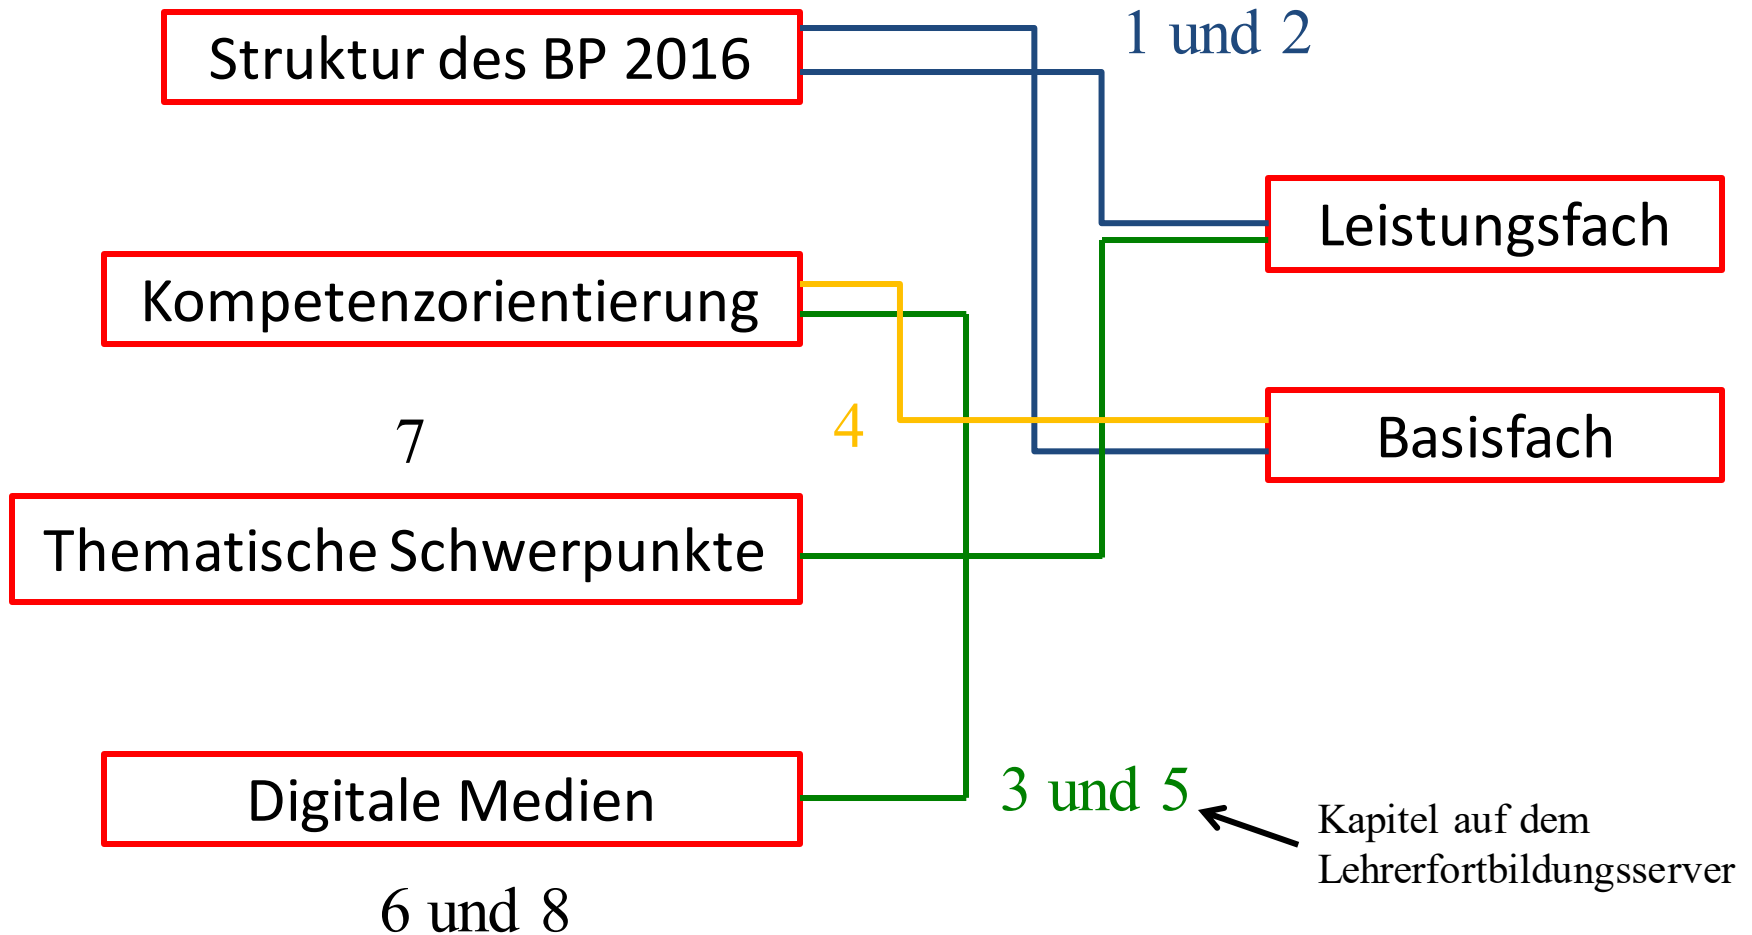 Struktur des BP 2016
1 und 2
Leistungsfach
Kompetenzorientierung
7
4
Basisfach
Thematische Schwerpunkte
Digitale Medien
3 und 5
Kapitel auf dem
Lehrerfortbildungsserver
6 und 8